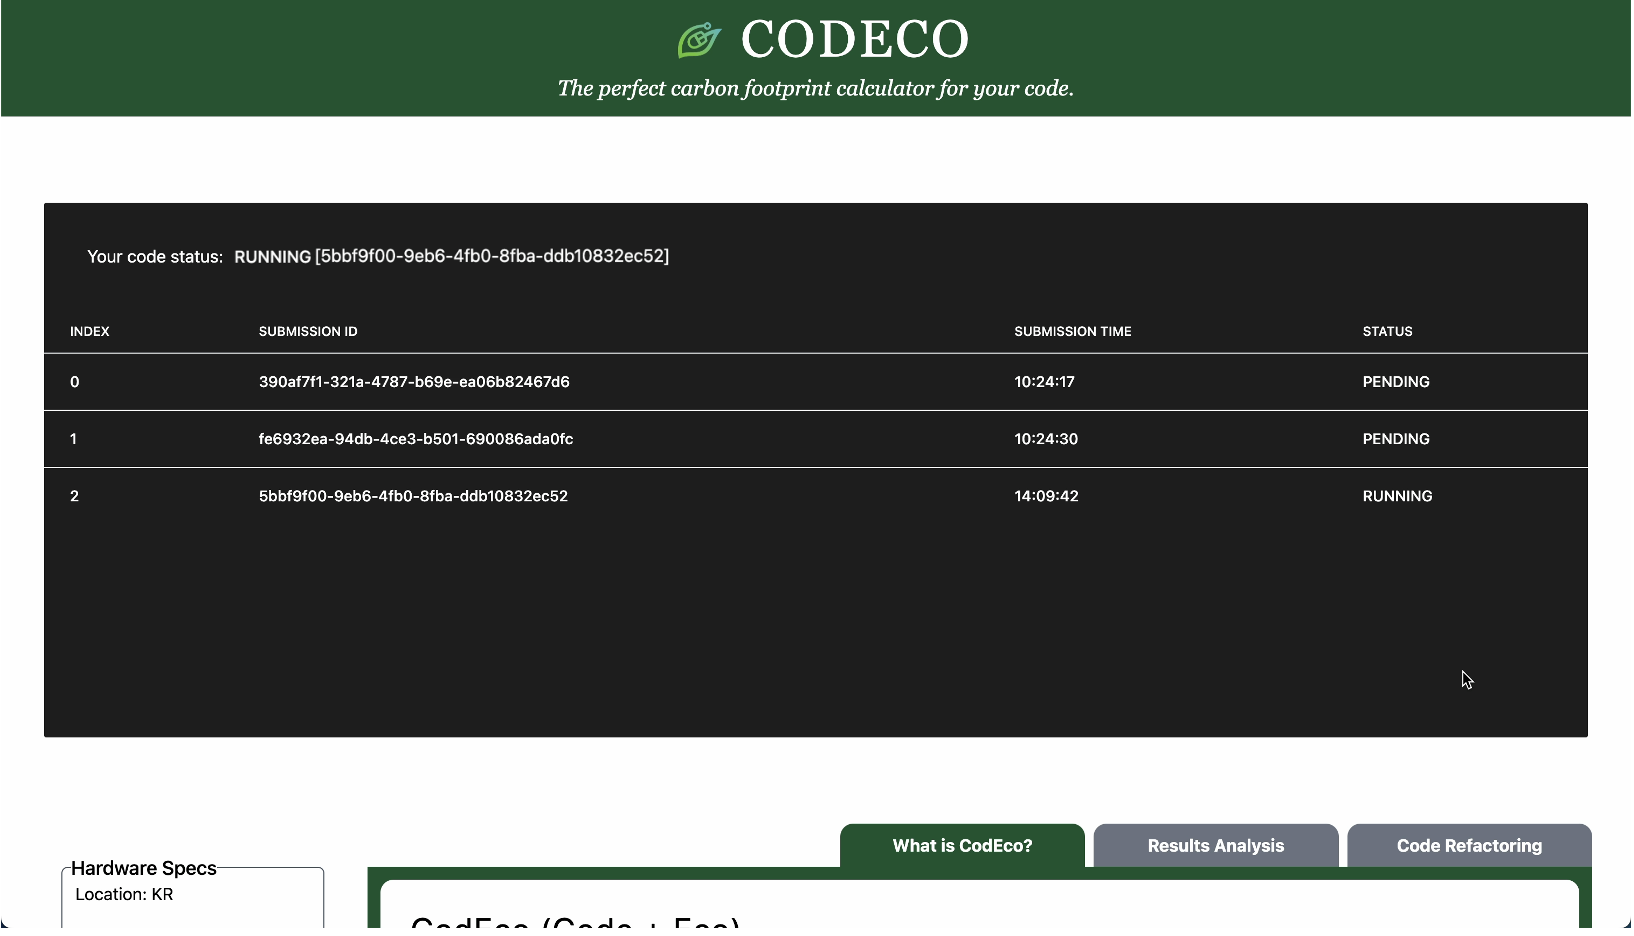 CODECO
The perfect carbon footprint calculator for your code.
Your code status: RUNNING [5bbf9f00-9eb6-4fb0-8fba-ddb10832ec52]
INDEX SUBMISSION ID SUBMISSION TIME STATUS
0 390af7f1-321a-4787-b69e-ea06b82467d6 10:24:17 PENDING
1 fe6932ea-94db-4ce3-b501-690086ada0fc 10:24:30 PENDING
2 5bbf9f00-9eb6-4fb0-8fba-ddb10832ec52 14:09:42 RUNNING
What is CodEco? Results Analysis Code Refactoring
Hardware Specs
Location: KR
CodEco (Code + Eco)